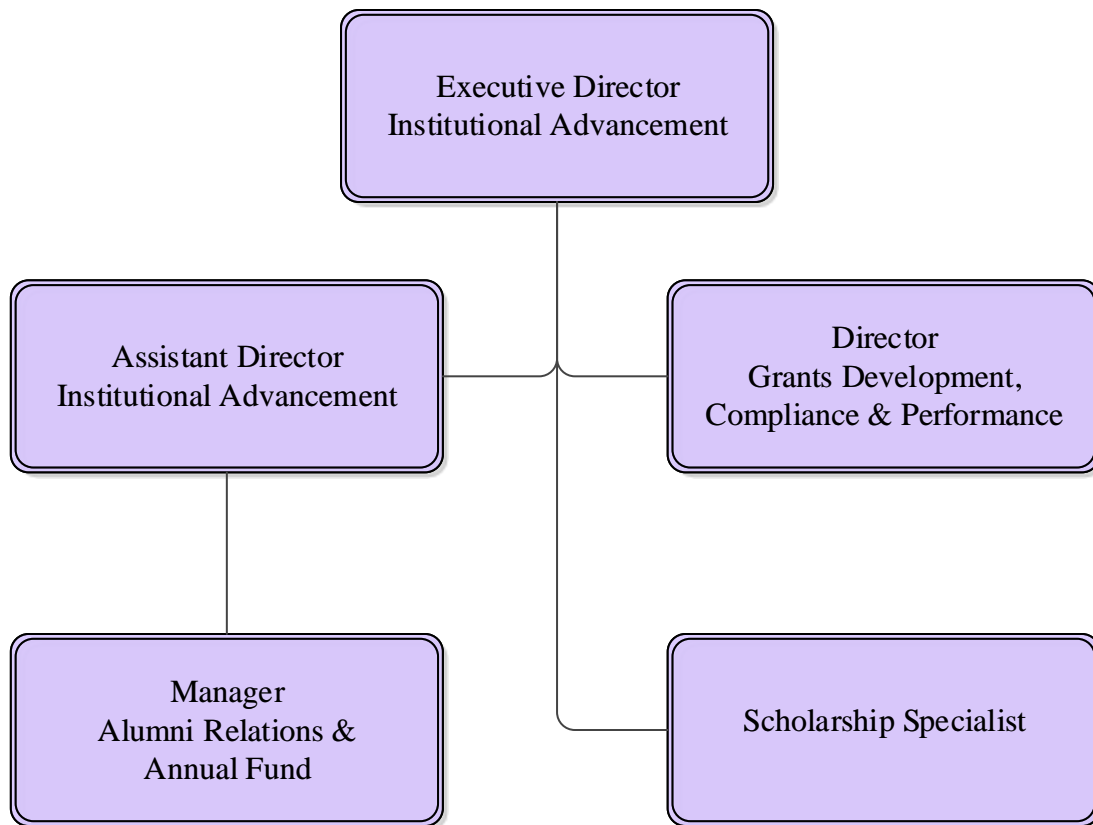 Executive Director
Institutional Advancement
Assistant Director
Institutional Advancement
Director
Grants Development,
Compliance & Performance
Manager
Alumni Relations &
Annual Fund
Scholarship Specialist